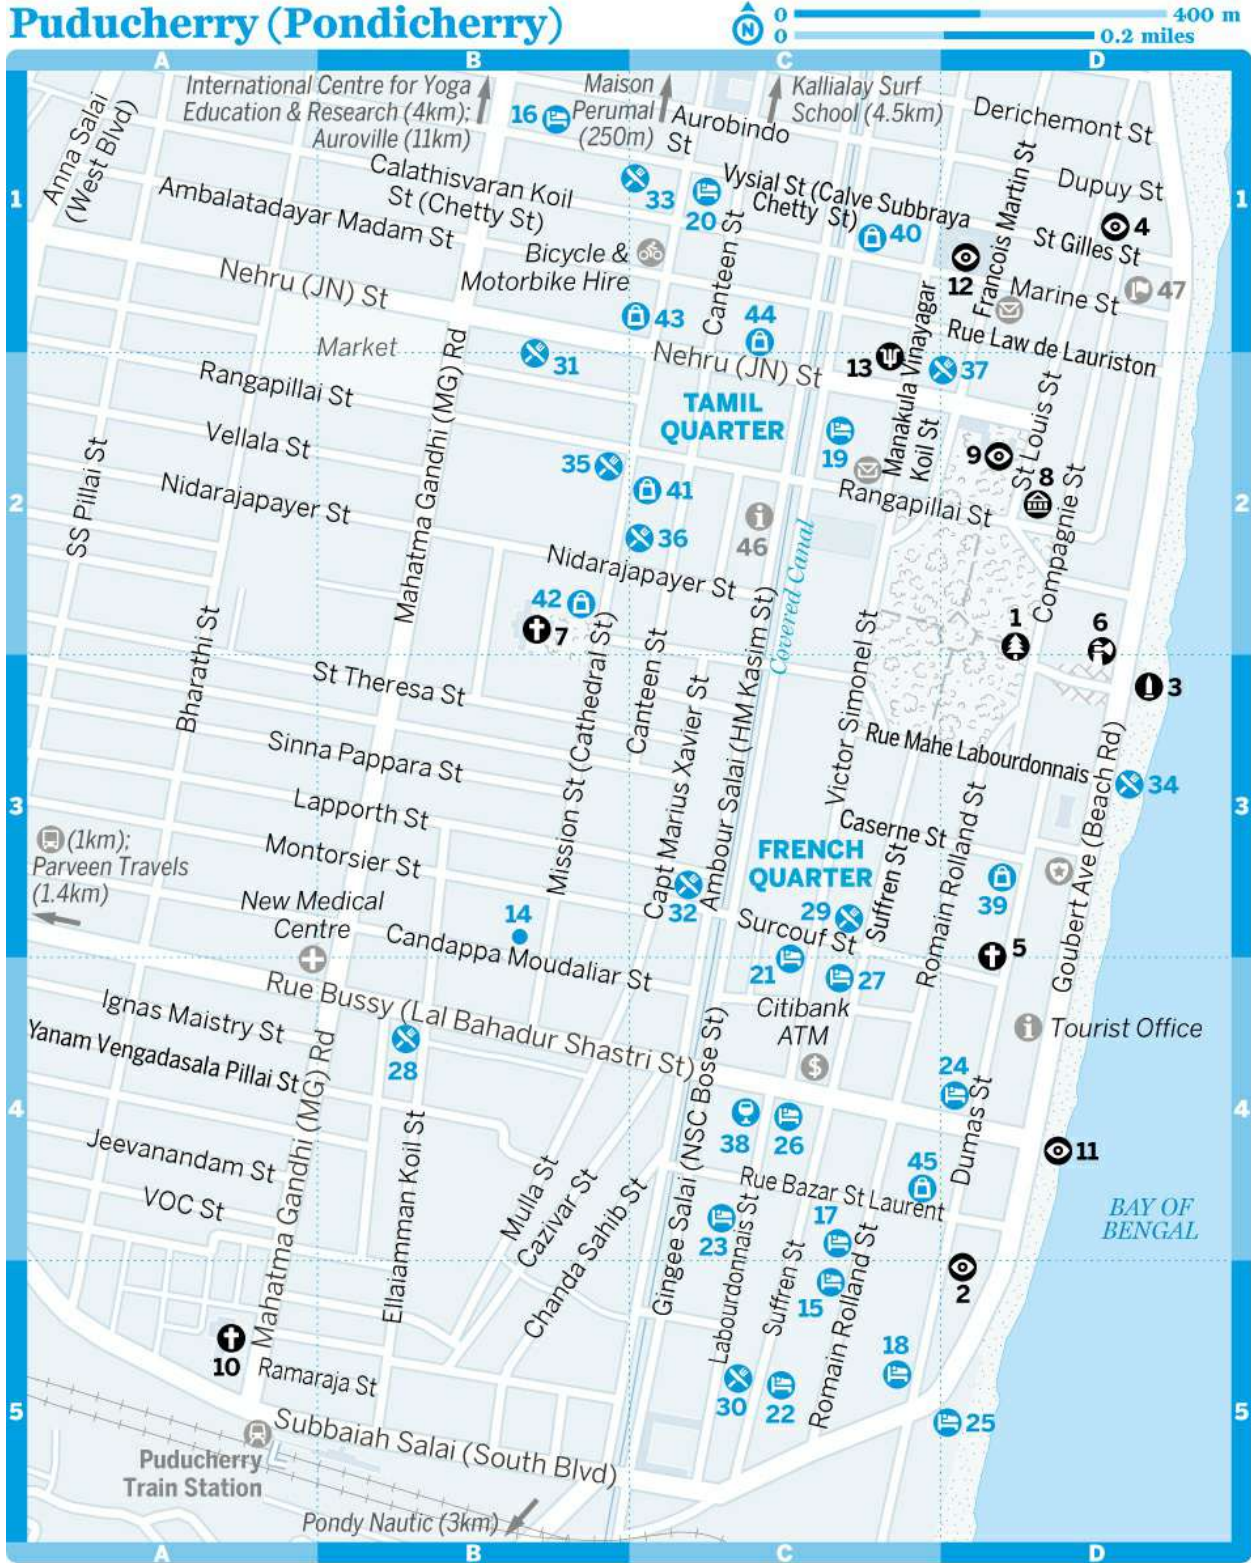 Puducherry (Pondicherry)
N
0 400 m
0 0.2 miles
A B C D
International Centre for Yoga
Education & Research (4km);
Auroville (11km)
Maison
Perumal
(250m)
Kallialay Surf
School (4.5km)
16
Aurobindo
St
Derichemont St
Anna Salai
(West Blvd)
Calathisvaran Koil
St (Chetty St)
33
20
Vysial St (Calve Subbraya
Chetty St)
Francois Martin St
Dupuy St
1
1
Ambalatadayar Madam St
40
4
St Gilles St
Bicycle &
Motorbike Hire
Canteen St
12
Nehru (JN) St
Marine St
47
43
44
Manakula Vinayagar
Koil St
Rue Law de Lauriston
Market
31
Nehru (JN) St
13
37
Rangapillai St
Mahatma Gandhi (MG) Rd
TAMIL
QUARTER
St Louis St
Vellala St
35
19
9
8
SS Pillai St
41
Rangapillai St
Compagnie St
2
2
Nidarajapayer St
36
46
Covered Canal
Nidarajapayer St
42
7
1
6
Bharathi St
St Theresa St
Mission St (Cathedral St)
Canteen St
Capt Marius Xavier St
Ambour Salai (HM Kasim St)
Victor Simonel St
3
Sinna Pappara St
Rue Mahe Labourdonnais
34
Lapporth St
3
3
Caserne St
Romain Rolland St
Goubert Ave (Beach Rd)
(1km);
Parveen Travels
(1.4km)
Montorsier St
FRENCH
QUARTER
Suffren St
New Medical
Centre
14
32
29
39
Candappa Moudaliar St
Surcouf St
5
21
27
Rue Bussy (Lal Bahadur Shastri St)
Ignas Maistry St
Citibank
ATM
Tourist Office
Yanam Vengadasala Pillai St
28
24
Mahatma Gandhi (MG) Rd
Ellaiamman Koil St
Gingee Salai (NSC Bose St)
Dumas St
4
4
38
26
11
Jeevanandam St
Mulla St
Cazivar St
Chanda Sahib St
45
Rue Bazar St Laurent
VOC St
BAY OF
BENGAL
23
Labourdonnais St
17
Suffren St
15
Romain Rolland St
2
10
18
Ramaraja St
30
22
25
5
5
Subbaiah Salai (South Blvd)
Puducherry
Train Station
Pondy Nautic (3km)
A B C D